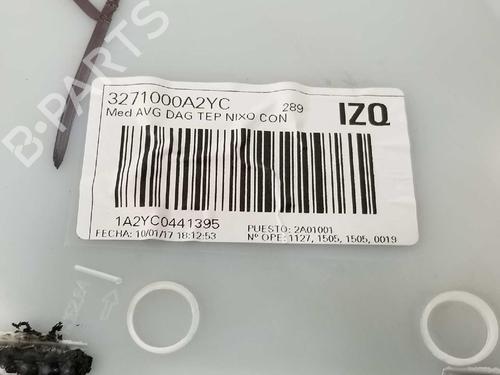 3271000A2YC
289
IZQ
Med AVG DAG TEP NIXO CON
1A2YC0441395
PUESTO: 2A01001
FECHA: 10/01/17 18:12:53
Nº OPE: 1127, 1505, 1505, 0019
B-PARTS